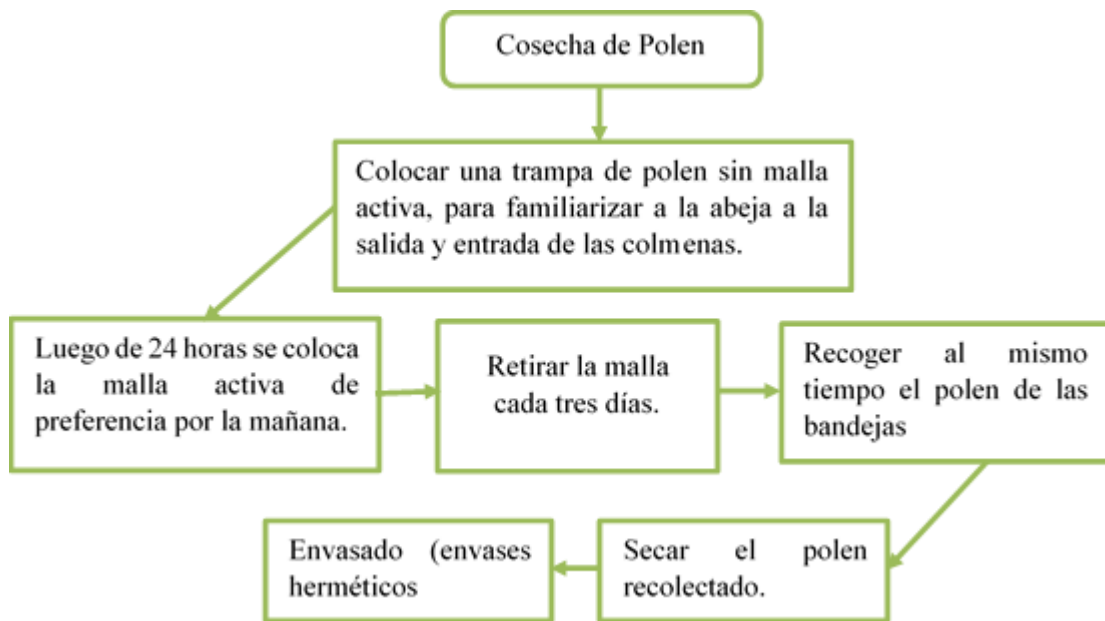 Cosecha de Polen
Colocar una trampa de polen sin malla
activa, para familiarizar a la abeja a la
salida y entrada de las colmenas.
Luego de 24 horas se coloca
la malla activa de
preferencia por la mañana.
Retirar la malla
cada tres días.
Recoger al mismo
tiempo el polen de las
bandejas
Secar el polen
recolectado.
Envasado (envases
herméticos